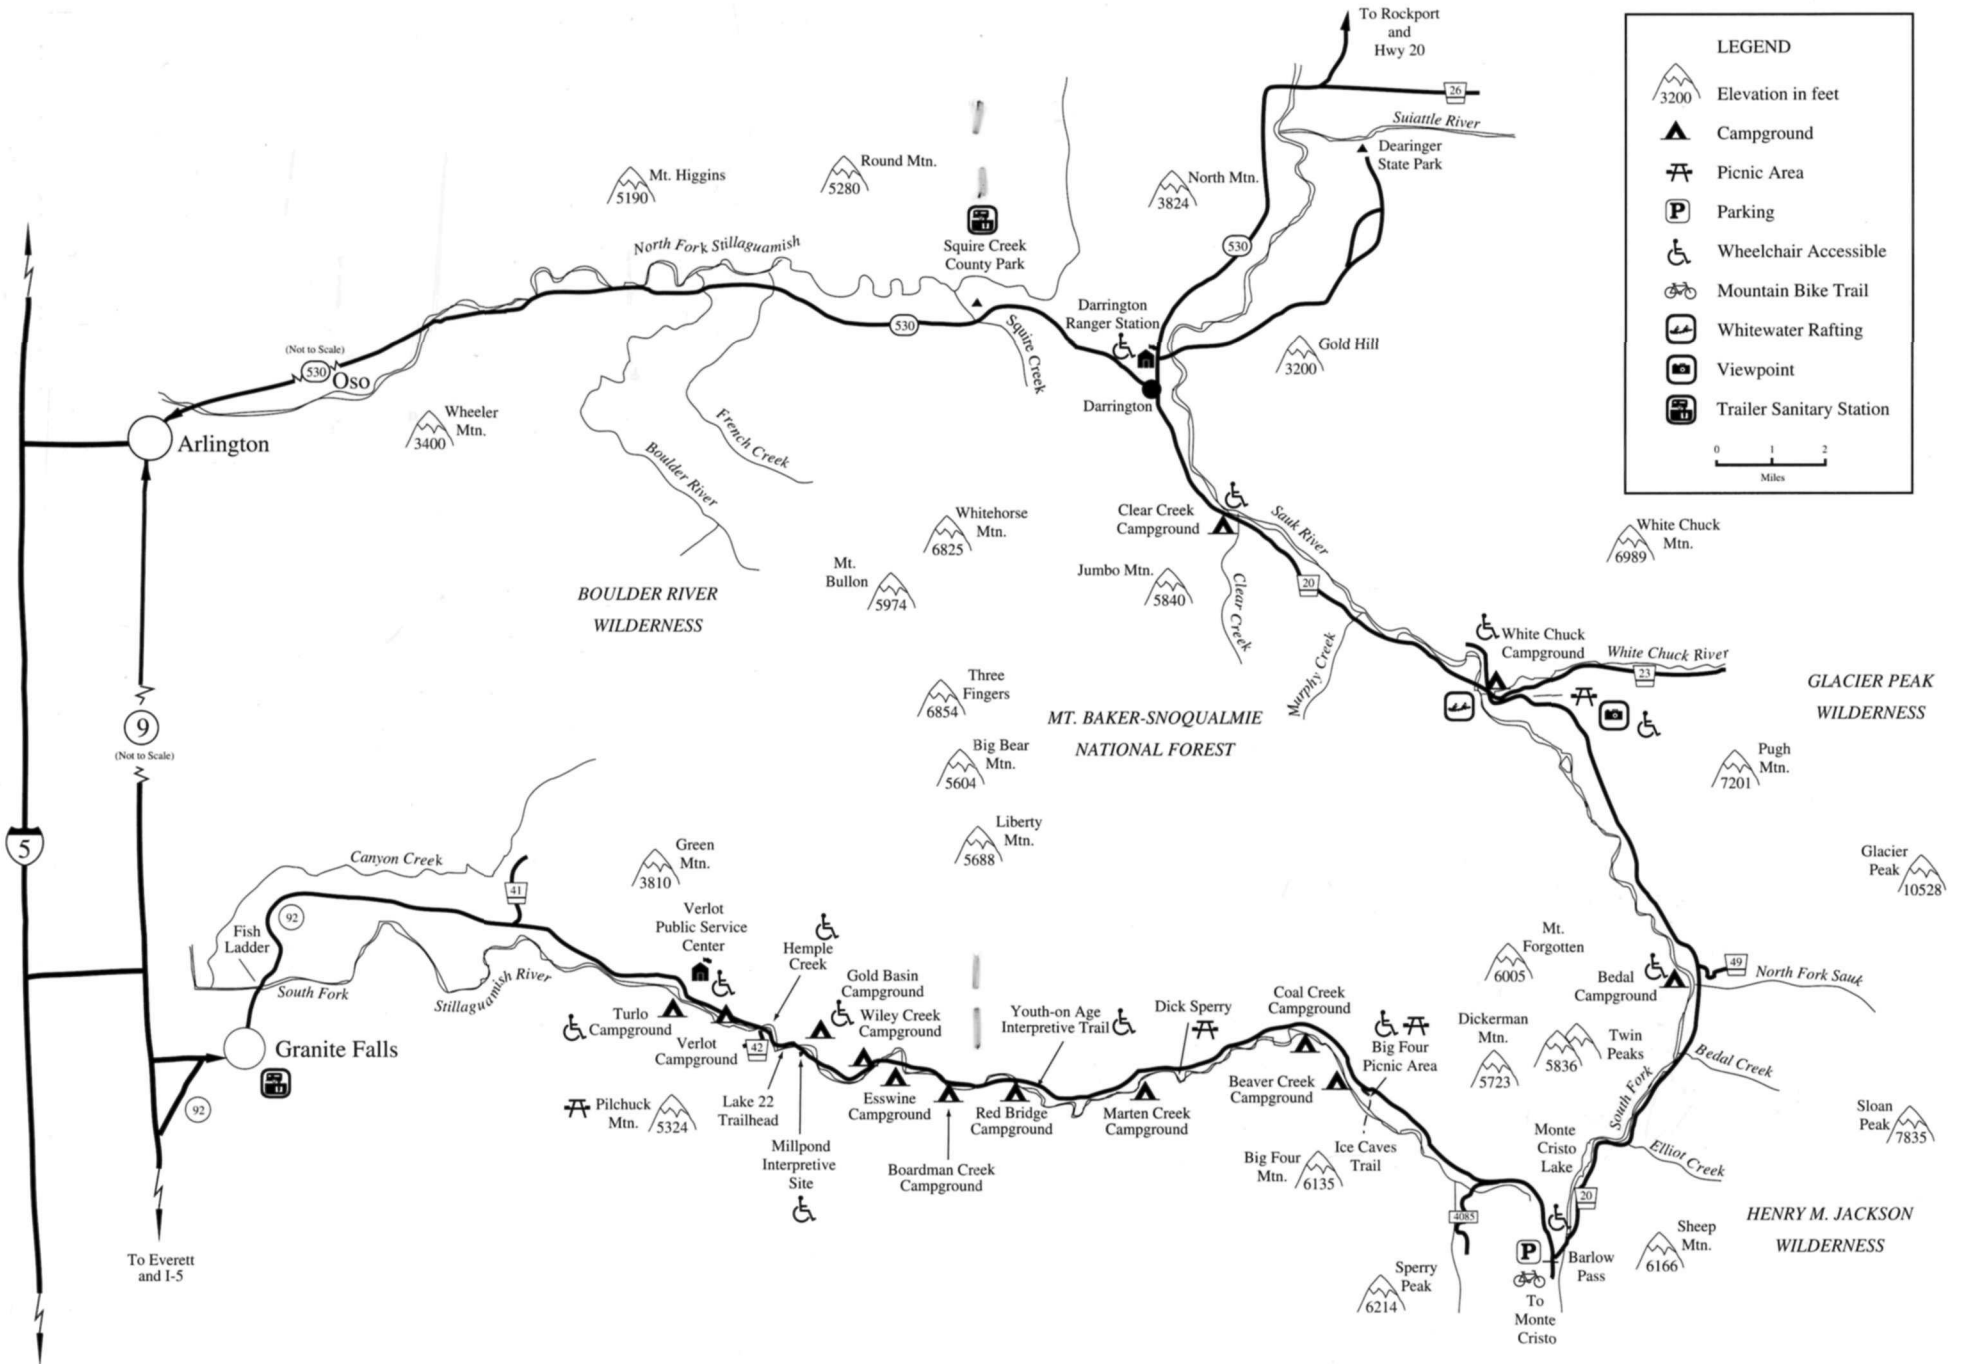 To Rockport
and
Hwy 20
26
Suiattle River
Dearinger
State Park
LEGEND
3200
Elevation in feet
Campground
Picnic Area
P
Parking
Wheelchair Accessible
Mountain Bike Trail
Whitewater Rafting
Viewpoint
Trailer Sanitary Station
0 1 2
Miles
Mt. Higgins
5190
Round Mtn.
5280
North Mtn.
3824
530
North Fork Stillaguamish
Squire Creek
County Park
Darrington
Ranger Station
530
Squire Creek
Gold Hill
3200
Darrington
(Not to Scale)
530
Oso
Arlington
Wheeler
Mtn.
3400
French Creek
Boulder River
Whitehorse
Mtn.
6825
Clear Creek
Campground
Sauk River
White Chuck
Mtn.
6989
Mt.
Bullon
5974
Jumbo Mtn.
5840
Clear Creek
20
BOULDER RIVER
WILDERNESS
Murphy Creek
White Chuck
Campground
White Chuck River
23
GLACIER PEAK
WILDERNESS
Three
Fingers
6854
MT. BAKER-SNOQUALMIE
NATIONAL FOREST
9
(Not to Scale)
Big Bear
Mtn.
5604
Pugh
Mtn.
7201
5
Liberty
Mtn.
5688
Green
Mtn.
3810
Canyon Creek
41
92
Glacier
Peak
10528
Fish
Ladder
South Fork
Stillaguamish River
Verlot
Public Service
Center
Hemple
Creek
Gold Basin
Campground
Wiley Creek
Campground
Turlo
Campground
Verlot
Campground
42
Youth-on Age
Interpretive Trail
Dick Sperry
Coal Creek
Campground
Big Four
Picnic Area
Mt.
Forgotten
6005
Bedal
Campground
49
North Fork Sauk
Dickerman
Mtn.
5723
Twin
Peaks
5836
Bedal Creek
Granite Falls
92
Pilchuck
Mtn.
5324
Lake 22
Trailhead
Millpond
Interpretive
Site
Esswine
Campground
Boardman Creek
Campground
Red Bridge
Campground
Marten Creek
Campground
Beaver Creek
Campground
Ice Caves
Trail
Big Four
Mtn.
6135
South Fork
Monte
Cristo
Lake
Elliot Creek
Sloan
Peak
7835
20
4085
HENRY M. JACKSON
WILDERNESS
Sheep
Mtn.
6166
P
Barlow
Pass
Sperry
Peak
6214
To
Monte
Cristo
To Everett
and I-5